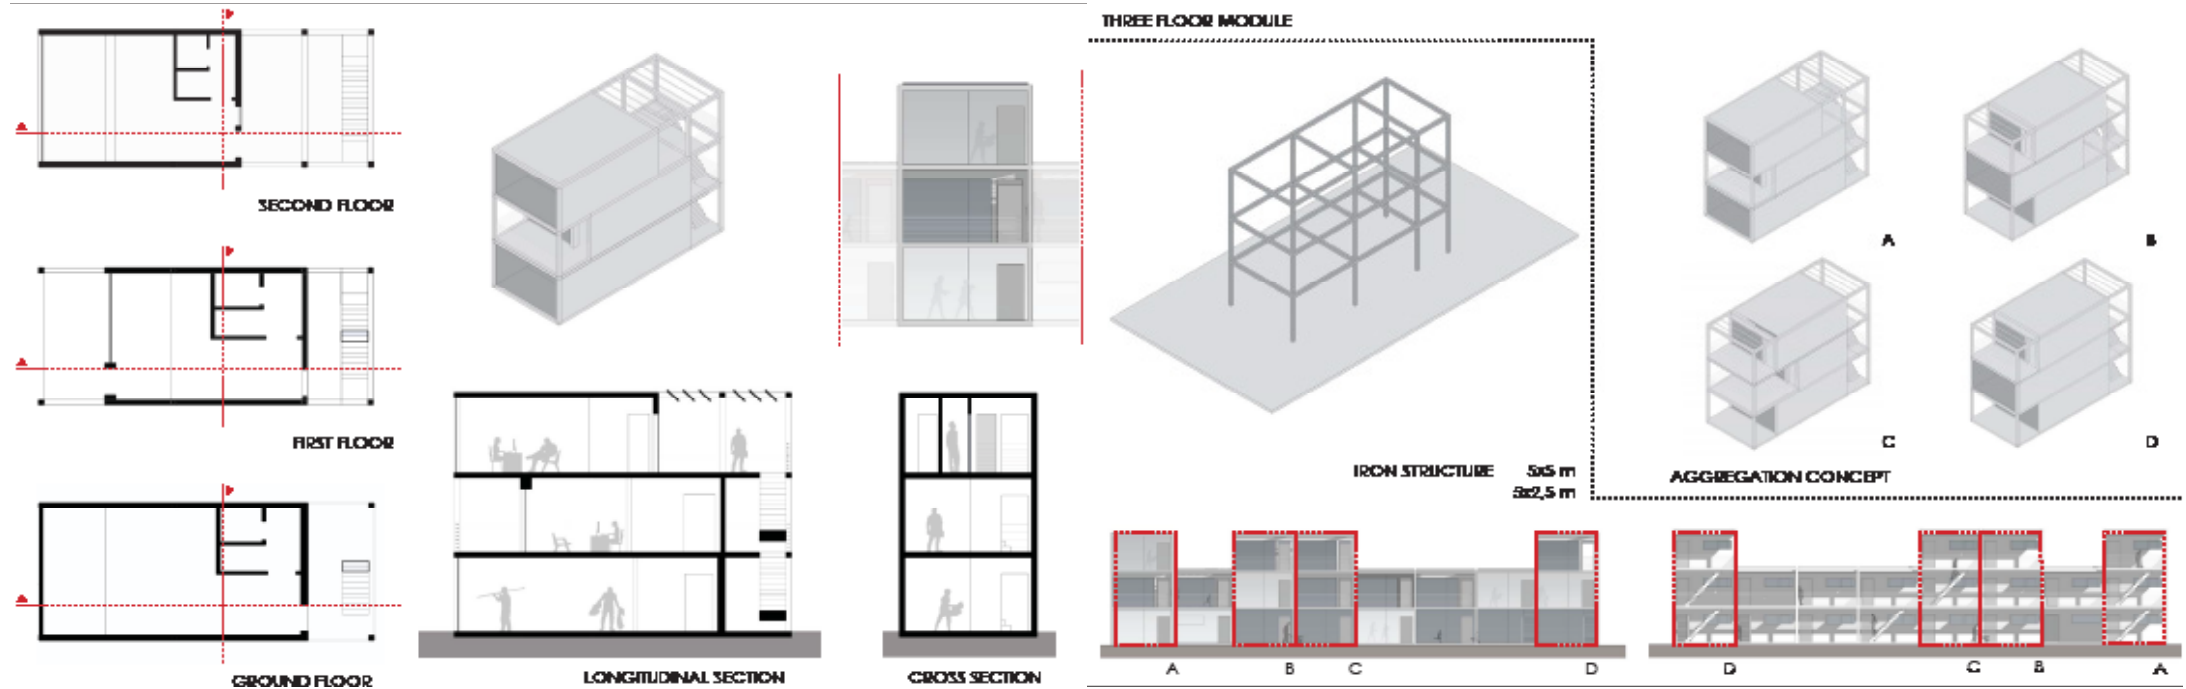 SECOND FLOOR
FIRST FLOOR
GROUND FLOOR
LONGITUDINAL SECTION
CROSS SECTION
THREE FLOOR MODULE
IRON STRUCTURE 5x5 m
5x2,5 m
A
B
C
D
AGGREGATION CONCEPT
A B C D
D C B A